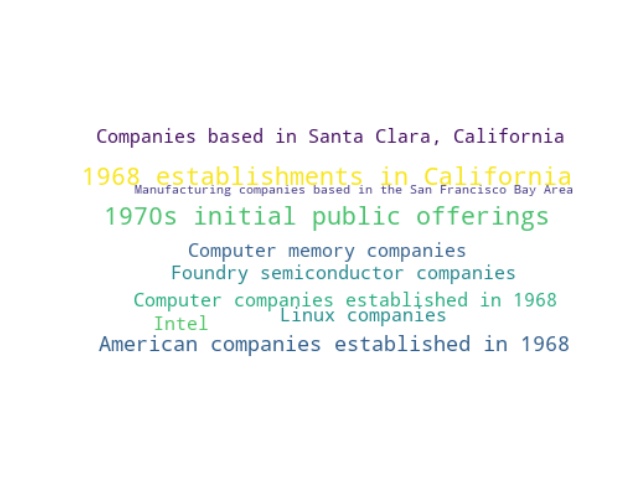 Companies based in Santa Clara, California
1968 establishments in California
Manufacturing companies based in the San Francisco Bay Area
1970s initial public offerings
Computer memory companies
Foundry semiconductor companies
Computer companies established in 1968
Linux companies
Intel
American companies established in 1968